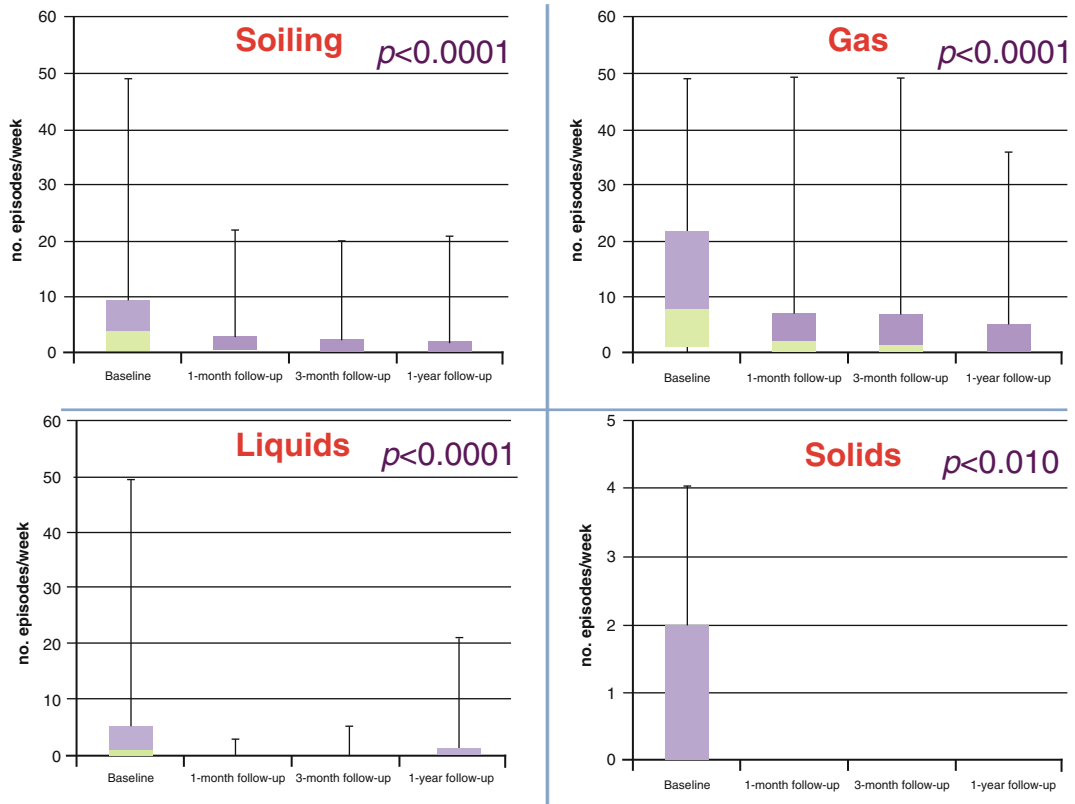 Soiling
p<0.0001
no. episodes/week
60
50
40
30
20
10
0
Baseline
1-month follow-up
3-month follow-up
1-year follow-up
Gas
p<0.0001
no. episodes/week
60
50
40
30
20
10
0
Baseline
1-month follow-up
3-month follow-up
1-year follow-up
Liquids
p<0.0001
no. episodes/week
60
50
40
30
20
10
0
Baseline
1-month follow-up
3-month follow-up
1-year follow-up
Solids
p<0.010
no. episodes/week
5
4
3
2
1
0
Baseline
1-month follow-up
3-month follow-up
1-year follow-up